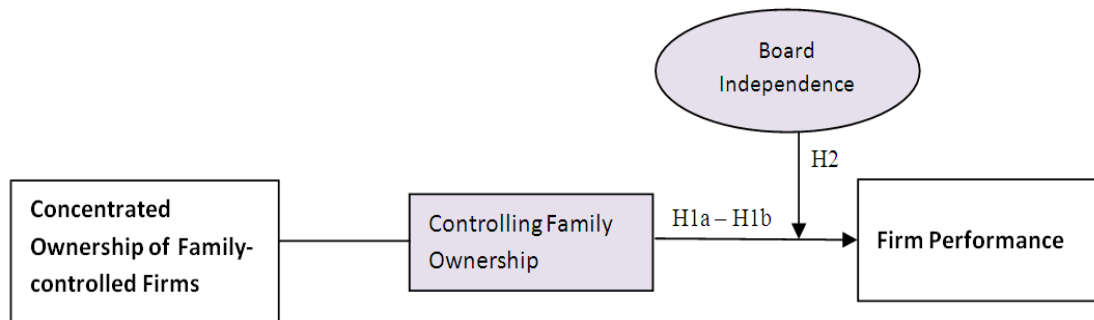 Board
Independence
H2
Concentrated
Ownership of Family-
controlled Firms
Controlling Family
Ownership
H1a – H1b
Firm Performance